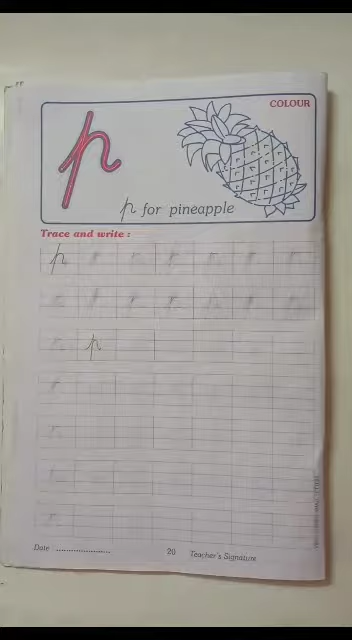 COLOUR
p
p for pineapple
Trace and write :
p p p p p p p
p p p p p p p
p p
p
p
p
p
Date ...................... 20 Teacher's Signature